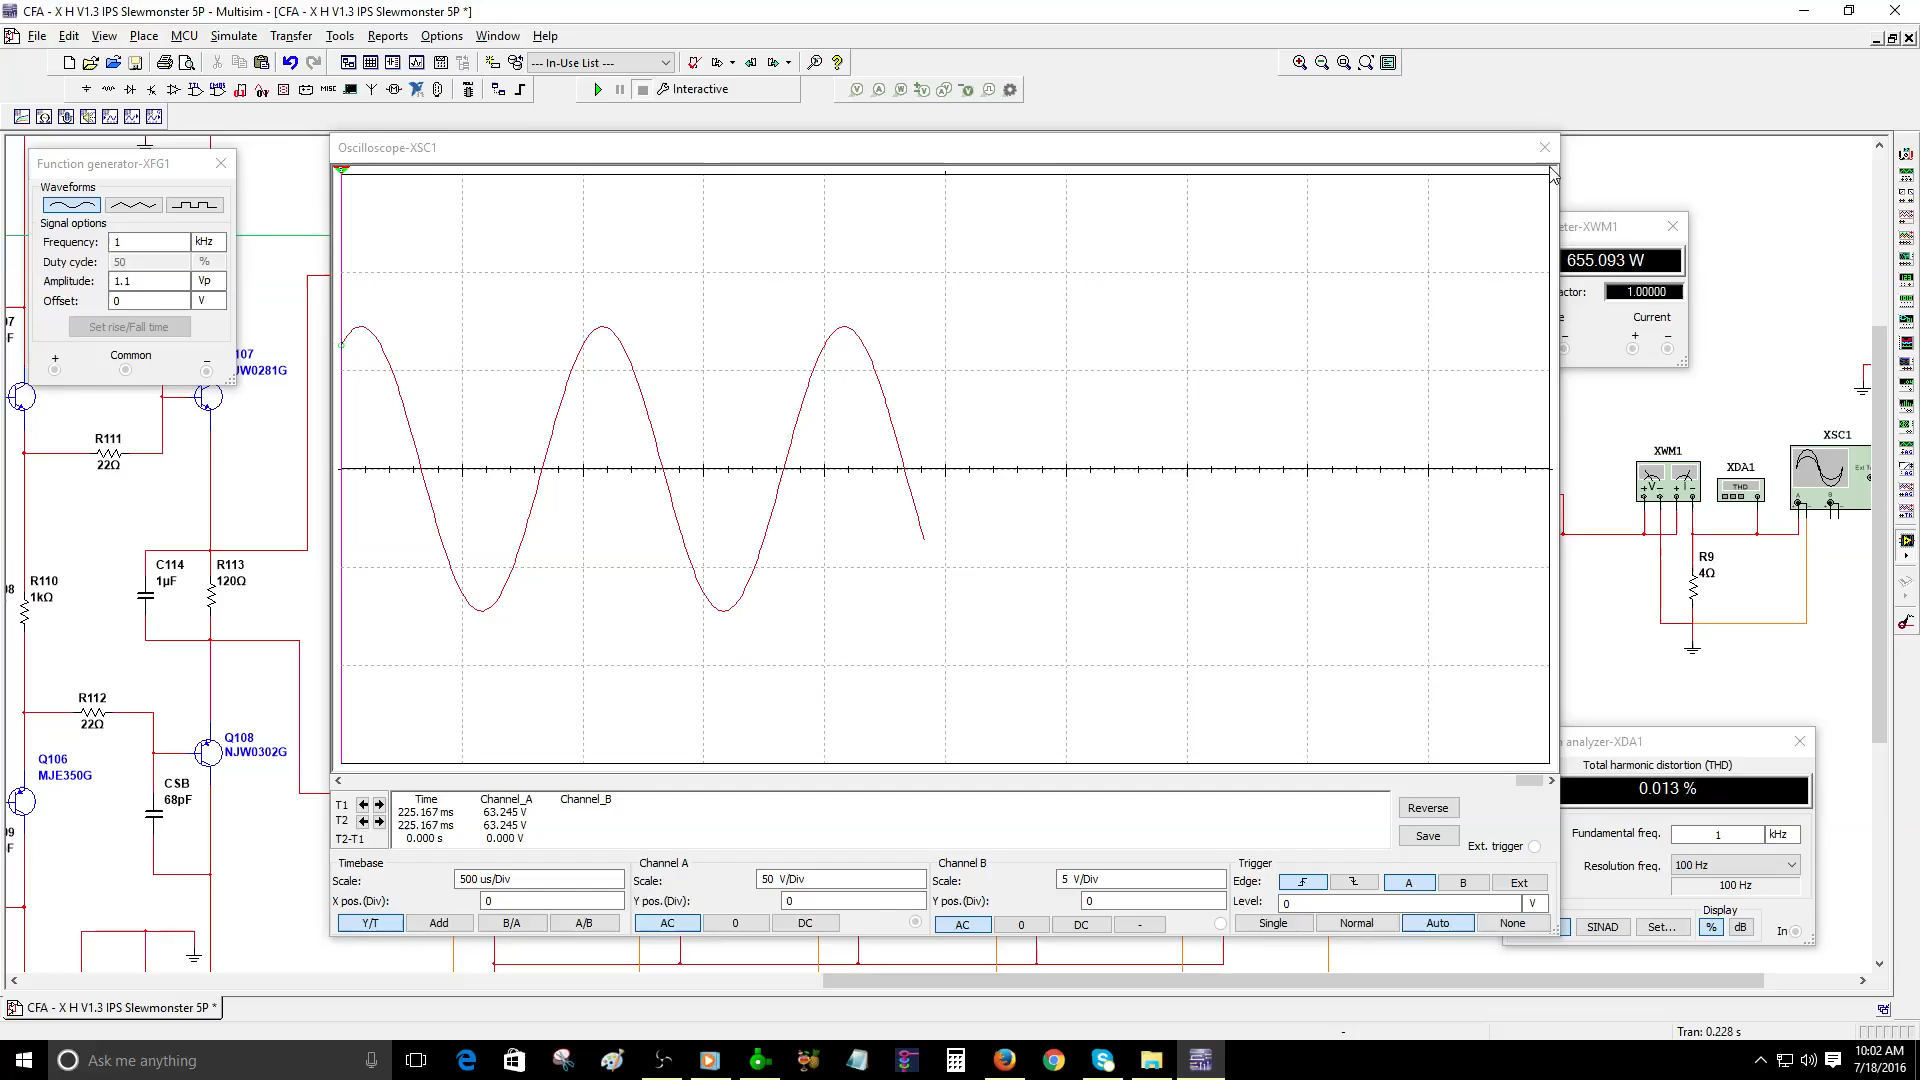 CFA - X H V1.3 IPS Slewmonster 5P - Multisim - [CFA - X H V1.3 IPS Slewmonster 5P *]
File Edit View Place MCU Simulate Transfer Tools Reports Options Window Help
--- In-Use List ---
Interactive
Function generator-XFG1
Waveforms
Signal options
Frequency: 1 kHz
Duty cycle: 50 %
Amplitude: 1.1 Vp
Offset: 0 V
Set rise/Fall time
+ Common –
107
JW0281G
R111
22Ω
C114
1µF
R113
120Ω
R110
1kΩ
R112
22Ω
Q108
NJW0302G
Q106
MJE350G
CSB
68pF
Oscilloscope-XSC1
Time Channel_A Channel_B
T1 225.167 ms 63.245 V
T2 225.167 ms 63.245 V
T2-T1 0.000 s 0.000 V
Reverse
Save
Ext. trigger
Timebase
Scale: 500 us/Div
X pos.(Div): 0
Y/T Add B/A A/B
Channel A
Scale: 50 V/Div
Y pos.(Div): 0
AC 0 DC
Channel B
Scale: 5 V/Div
Y pos.(Div): 0
AC 0 DC -
Trigger
Edge: A B Ext
Level: 0 V
Single Normal Auto None
eter-XWM1
655.093 W
actor: 1.00000
e Current
– + –
XWM1
XDA1
THD
XSC1
Ext T
A B
R9
4Ω
a analyzer-XDA1
Total harmonic distortion (THD)
0.013 %
Fundamental freq. 1 kHz
Resolution freq. 100 Hz
100 Hz
Display
SINAD Set... % dB In
CFA - X H V1.3 IPS Slewmonster 5P *
- Tran: 0.228 s
Ask me anything
10:02 AM
7/18/2016